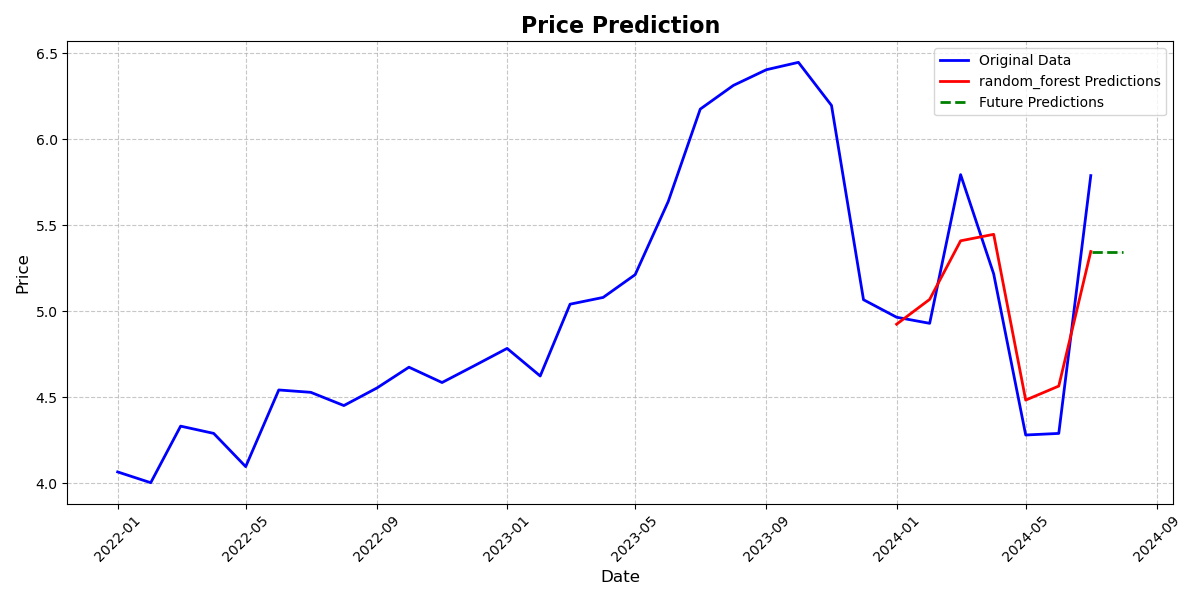 Price Prediction
Original Data
random_forest Predictions
Future Predictions
Price
6.5
6.0
5.5
5.0
4.5
4.0
2022-01
2022-05
2022-09
2023-01
2023-05
2023-09
2024-01
2024-05
2024-09
Date